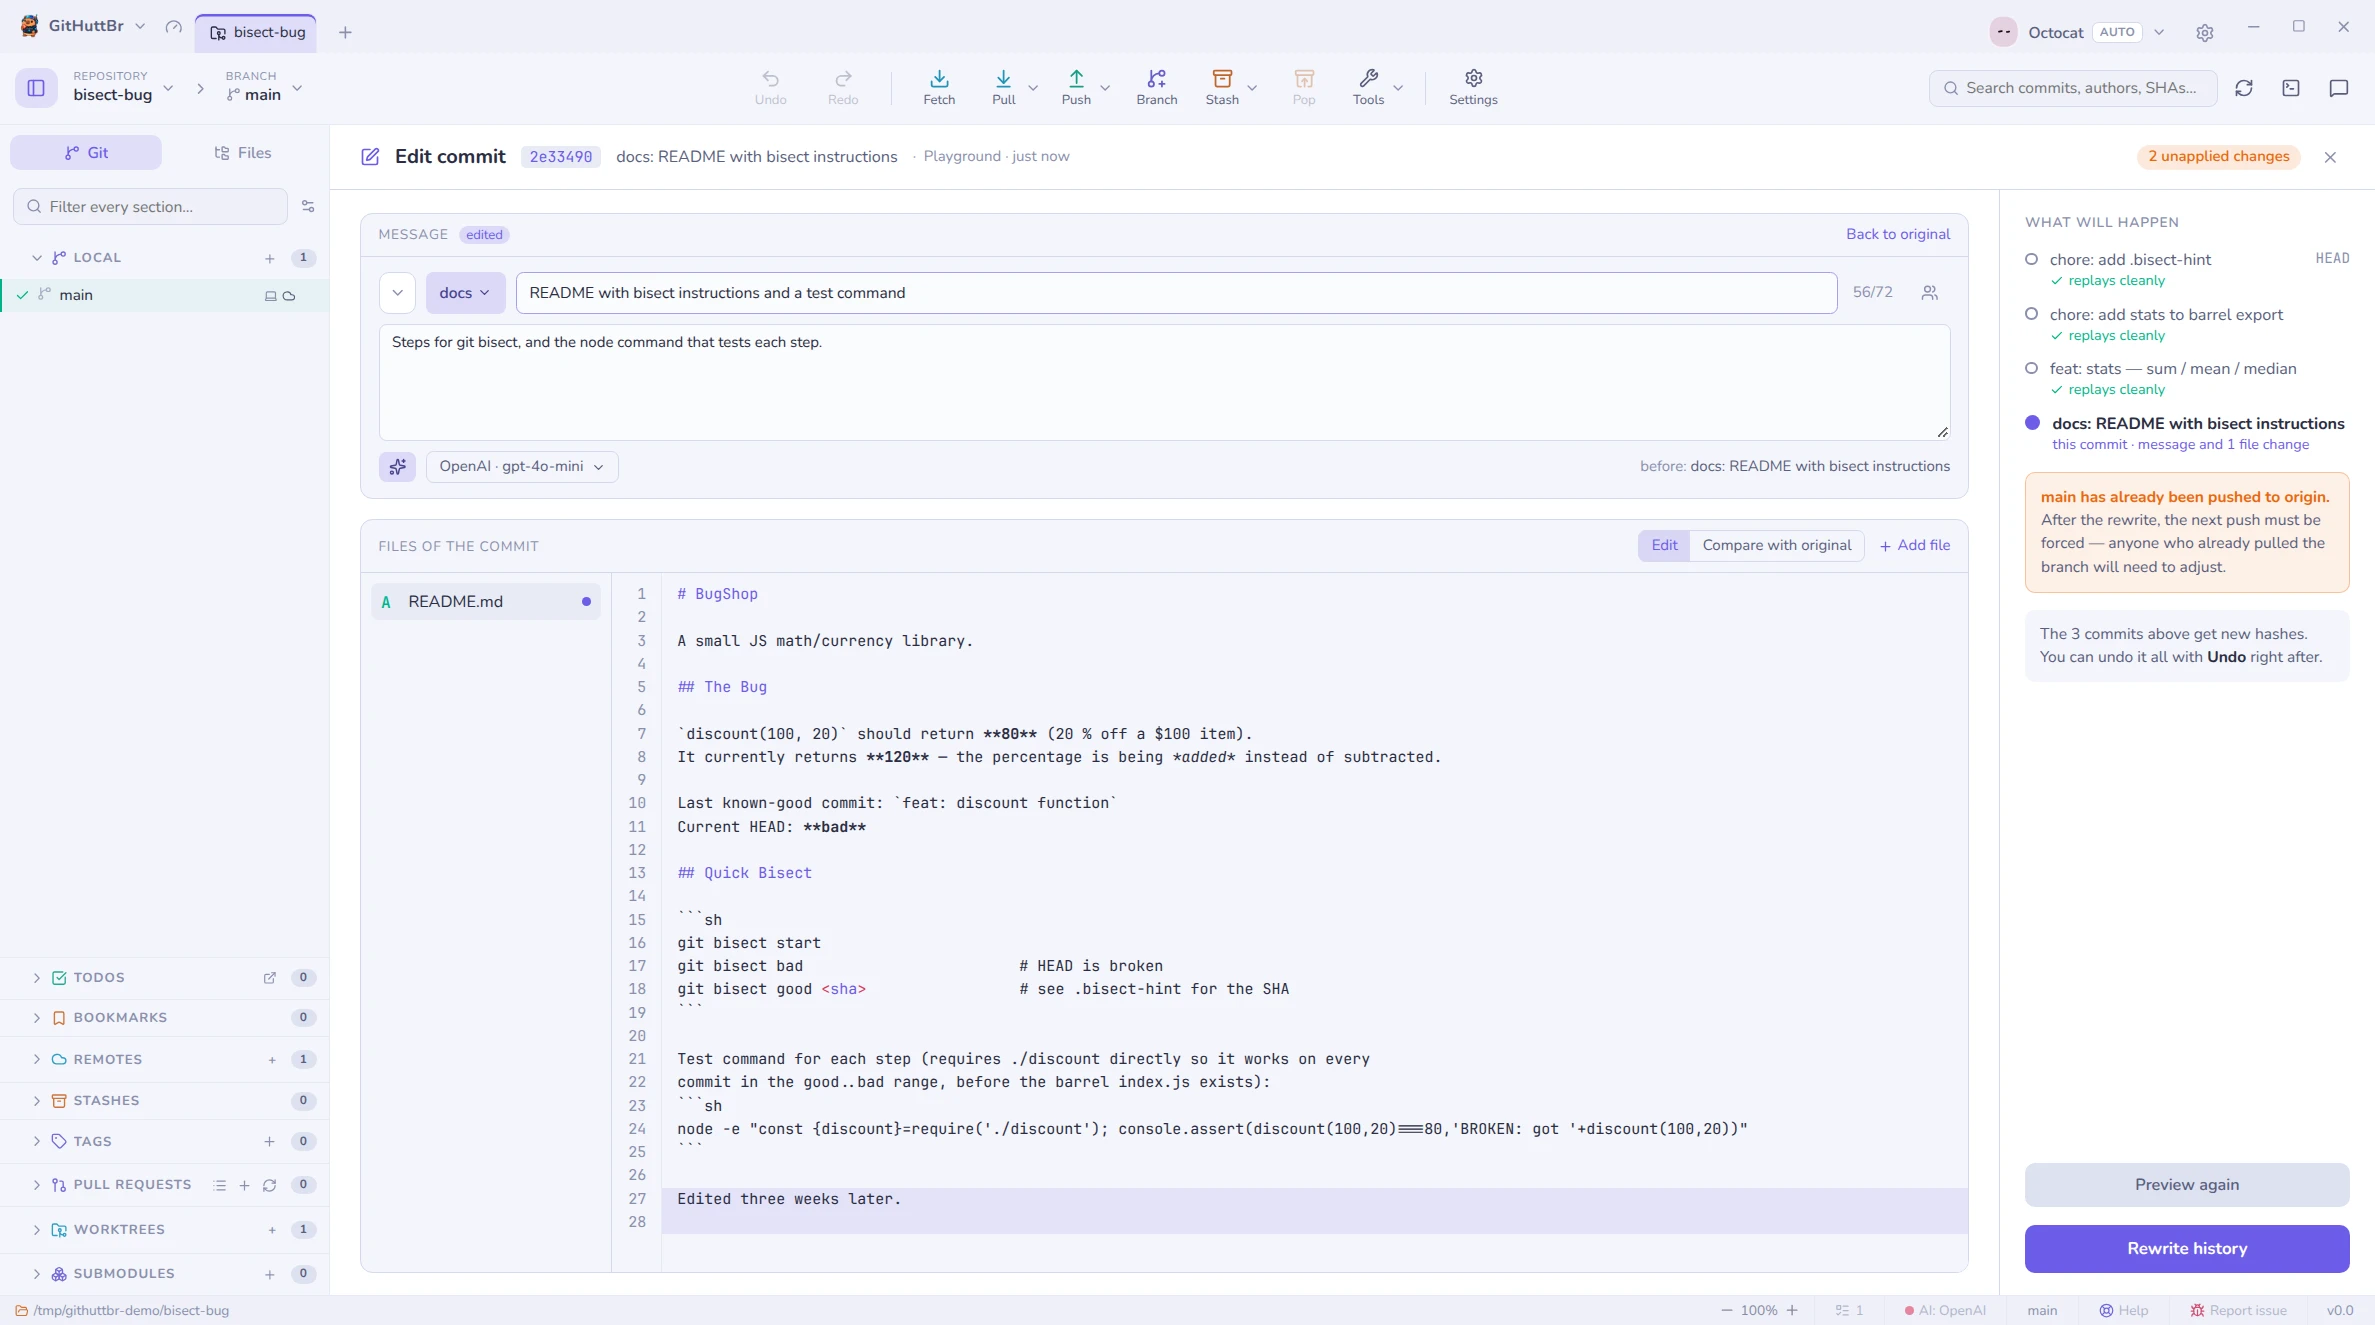 GitHuttBr
bisect-bug
Octocat
AUTO
REPOSITORY
bisect-bug
BRANCH
main
Undo
Redo
Fetch
Pull
Push
Branch
Stash
Pop
Tools
Settings
Search commits, authors, SHAs...
Git
Files
Filter every section...
LOCAL
1
main
TODOS
0
BOOKMARKS
0
REMOTES
1
STASHES
0
TAGS
0
PULL REQUESTS
0
WORKTREES
1
SUBMODULES
0
Edit commit 2e33490 docs: README with bisect instructions · Playground · just now
2 unapplied changes
MESSAGE edited
Back to original
docs
README with bisect instructions and a test command
56/72
Steps for git bisect, and the node command that tests each step.
OpenAI · gpt-4o-mini
before: docs: README with bisect instructions
FILES OF THE COMMIT
Edit
Compare with original
+ Add file
A README.md
1 # BugShop
2
3 A small JS math/currency library.
4
5 ## The Bug
6
7 `discount(100, 20)` should return **80** (20 % off a $100 item).
8 It currently returns **120** — the percentage is being *added* instead of subtracted.
9
10 Last known-good commit: `feat: discount function`
11 Current HEAD: **bad**
12
13 ## Quick Bisect
14
15 ```sh
16 git bisect start
17 git bisect bad                        # HEAD is broken
18 git bisect good <sha>                 # see .bisect-hint for the SHA
19 ```
20
21 Test command for each step (requires ./discount directly so it works on every
22 commit in the good..bad range, before the barrel index.js exists):
23 ```sh
24 node -e "const {discount}=require('./discount'); console.assert(discount(100,20)===80,'BROKEN: got '+discount(100,20))"
25 ```
26
27 Edited three weeks later.
28
WHAT WILL HAPPEN
chore: add .bisect-hint
HEAD
replays cleanly
chore: add stats to barrel export
replays cleanly
feat: stats — sum / mean / median
replays cleanly
docs: README with bisect instructions
this commit · message and 1 file change
main has already been pushed to origin.
After the rewrite, the next push must be
forced — anyone who already pulled the
branch will need to adjust.
The 3 commits above get new hashes.
You can undo it all with Undo right after.
Preview again
Rewrite history
/tmp/githuttbr-demo/bisect-bug
100%
1
AI: OpenAI
main
Help
Report issue
v0.0